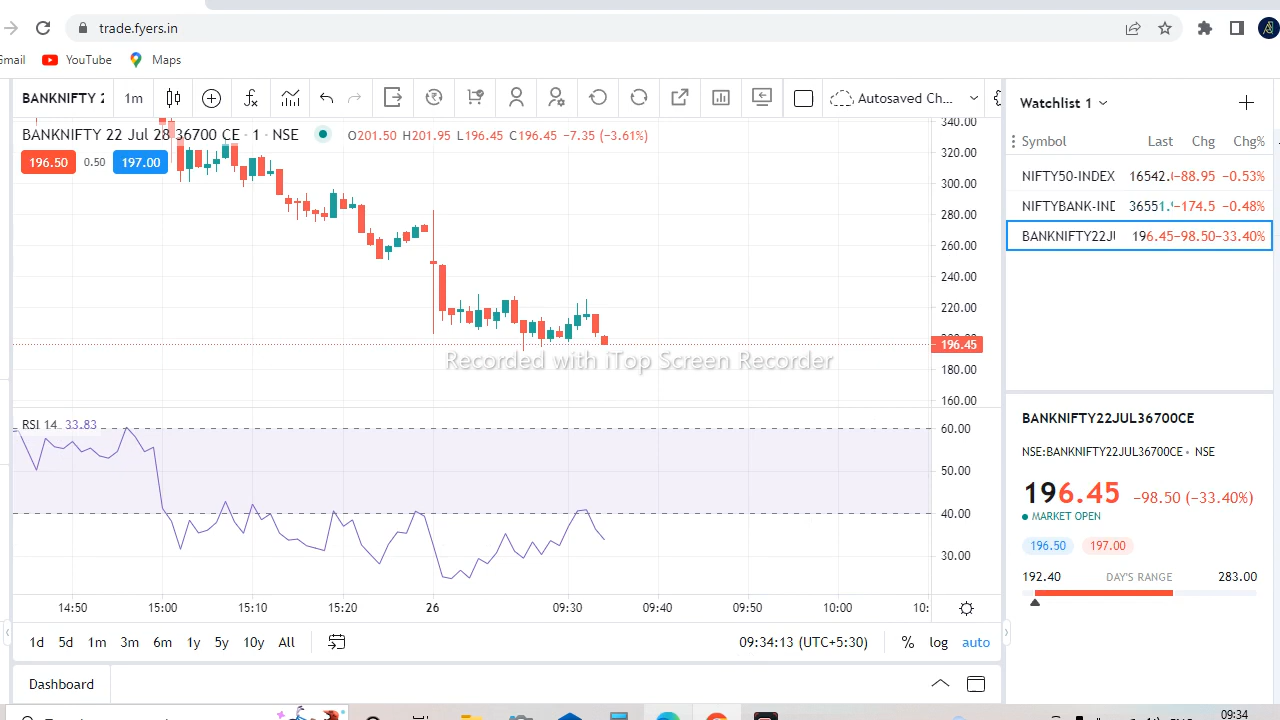 trade.fyers.in
Gmail YouTube Maps
BANKNIFTY 2 1m Autosaved Ch...
BANKNIFTY 22 Jul 28 36700 CE · 1 · NSE O201.50 H201.95 L196.45 C196.45 −7.35 (−3.61%)
196.50 0.50 197.00
340.00
320.00
300.00
280.00
260.00
240.00
220.00
196.45
180.00
160.00
Recorded with iTop Screen Recorder
RSI 14 33.83
60.00
50.00
40.00
30.00
14:50 15:00 15:10 15:20 26 09:30 09:40 09:50 10:00 10:
1d 5d 1m 3m 6m 1y 5y 10y All 09:34:13 (UTC+5:30) % log auto
Dashboard
Watchlist 1
Symbol Last Chg Chg%
NIFTY50-INDEX 16542.( −88.95 −0.53%
NIFTYBANK-IND 36551.9 −174.5 −0.48%
BANKNIFTY22JU 196.45 −98.50 −33.40%
BANKNIFTY22JUL36700CE
NSE:BANKNIFTY22JUL36700CE • NSE
196.45 −98.50 (−33.40%)
MARKET OPEN
196.50 197.00
192.40 DAY'S RANGE 283.00
09:34